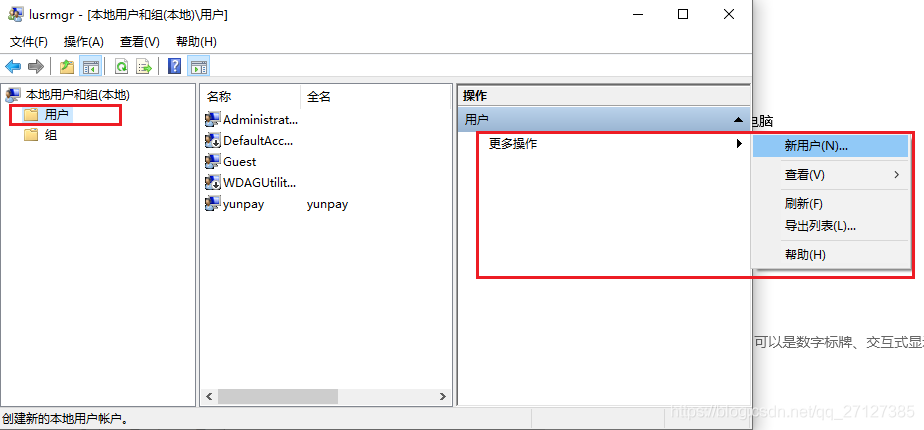 lusrmgr - [本地用户和组(本地)\用户]
文件(F) 操作(A) 查看(V) 帮助(H)
本地用户和组(本地)
用户
组
名称 全名
Administrat...
DefaultAcc...
Guest
WDAGUtilit...
yunpay yunpay
操作
用户
更多操作
电脑
新用户(N)...
查看(V)
刷新(F)
导出列表(L)...
帮助(H)
可以是数字标牌、交互式显
创建新的本地用户帐户。
https://blog.csdn.net/qq_27127385